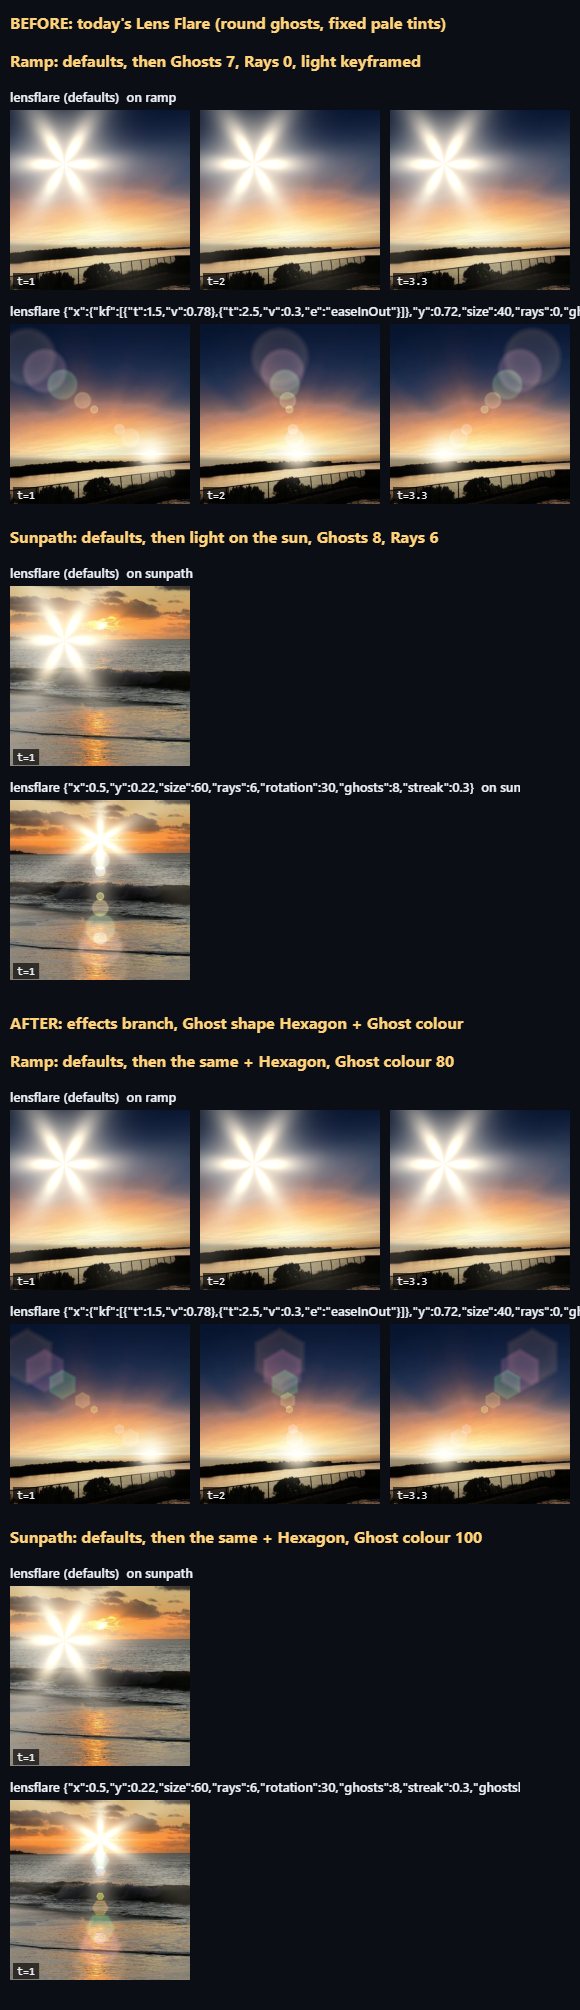 BEFORE: today's Lens Flare (round ghosts, fixed pale tints)
Ramp: defaults, then Ghosts 7, Rays 0, light keyframed
lensflare (defaults)  on ramp
t=1
t=2
t=3.3
lensflare {"x":{"kf":[{"t":1.5,"v":0.78},{"t":2.5,"v":0.3,"e":"easeInOut"}]},"y":0.72,"size":40,"rays":0,"gl
t=1
t=2
t=3.3
Sunpath: defaults, then light on the sun, Ghosts 8, Rays 6
lensflare (defaults)  on sunpath
t=1
lensflare {"x":0.5,"y":0.22,"size":60,"rays":6,"rotation":30,"ghosts":8,"streak":0.3}  on sun
t=1
AFTER: effects branch, Ghost shape Hexagon + Ghost colour
Ramp: defaults, then the same + Hexagon, Ghost colour 80
lensflare (defaults)  on ramp
t=1
t=2
t=3.3
lensflare {"x":{"kf":[{"t":1.5,"v":0.78},{"t":2.5,"v":0.3,"e":"easeInOut"}]},"y":0.72,"size":40,"rays":0,"gl
t=1
t=2
t=3.3
Sunpath: defaults, then the same + Hexagon, Ghost colour 100
lensflare (defaults)  on sunpath
t=1
lensflare {"x":0.5,"y":0.22,"size":60,"rays":6,"rotation":30,"ghosts":8,"streak":0.3,"ghostsl
t=1